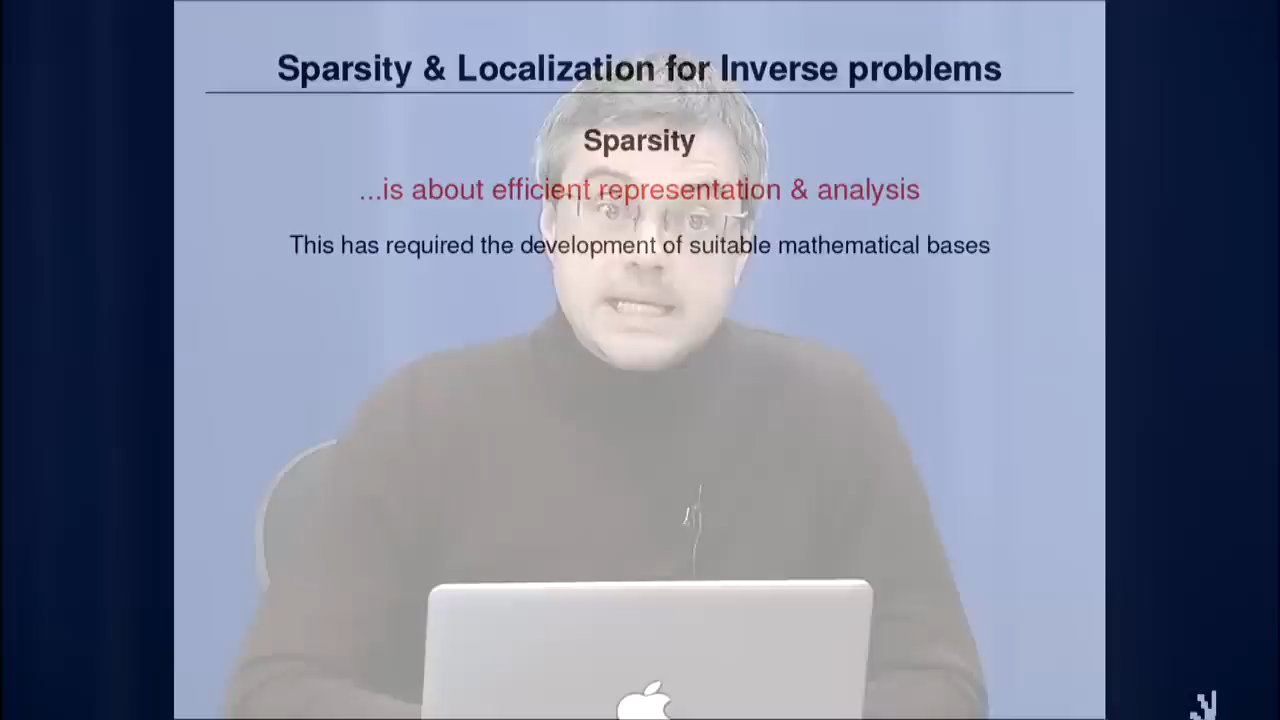 Sparsity & Localization for Inverse problems
Sparsity
...is about efficient representation & analysis
This has required the development of suitable mathematical bases